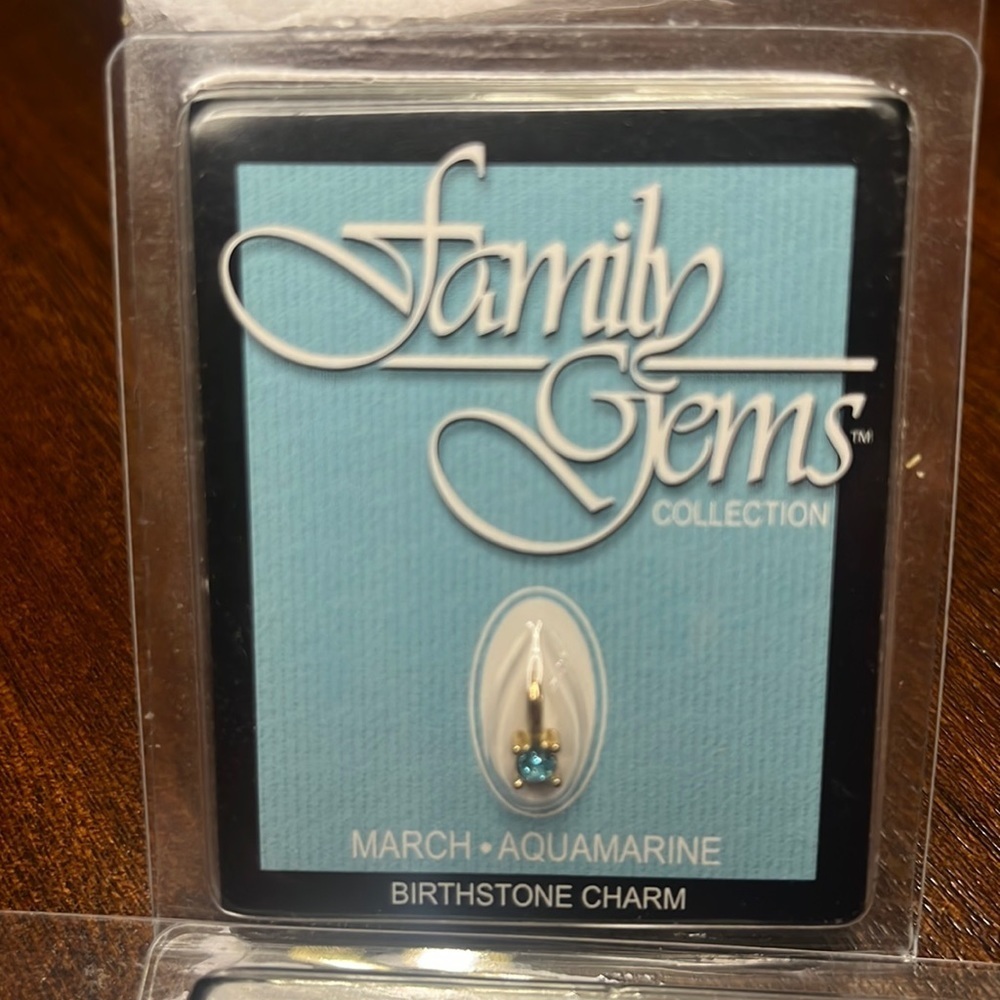 Family
Gems™
COLLECTION
MARCH • AQUAMARINE
BIRTHSTONE CHARM